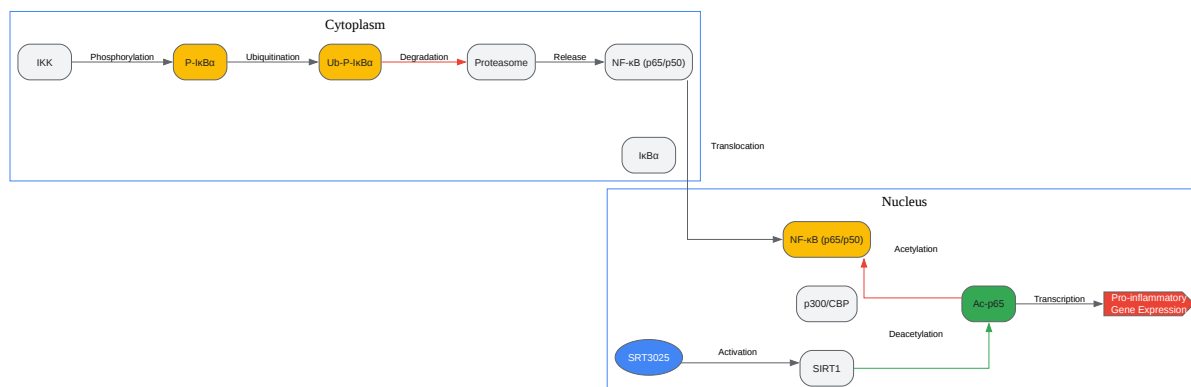 Cytoplasm
IKK
Phosphorylation
P-IκBα
Ubiquitination
Ub-P-IκBα
Degradation
Proteasome
Release
NF-κB (p65/p50)
IκBα
Translocation
Nucleus
NF-κB (p65/p50)
Acetylation
p300/CBP
Ac-p65
Transcription
Pro-inflammatory
Gene Expression
Deacetylation
SRT3025
Activation
SIRT1